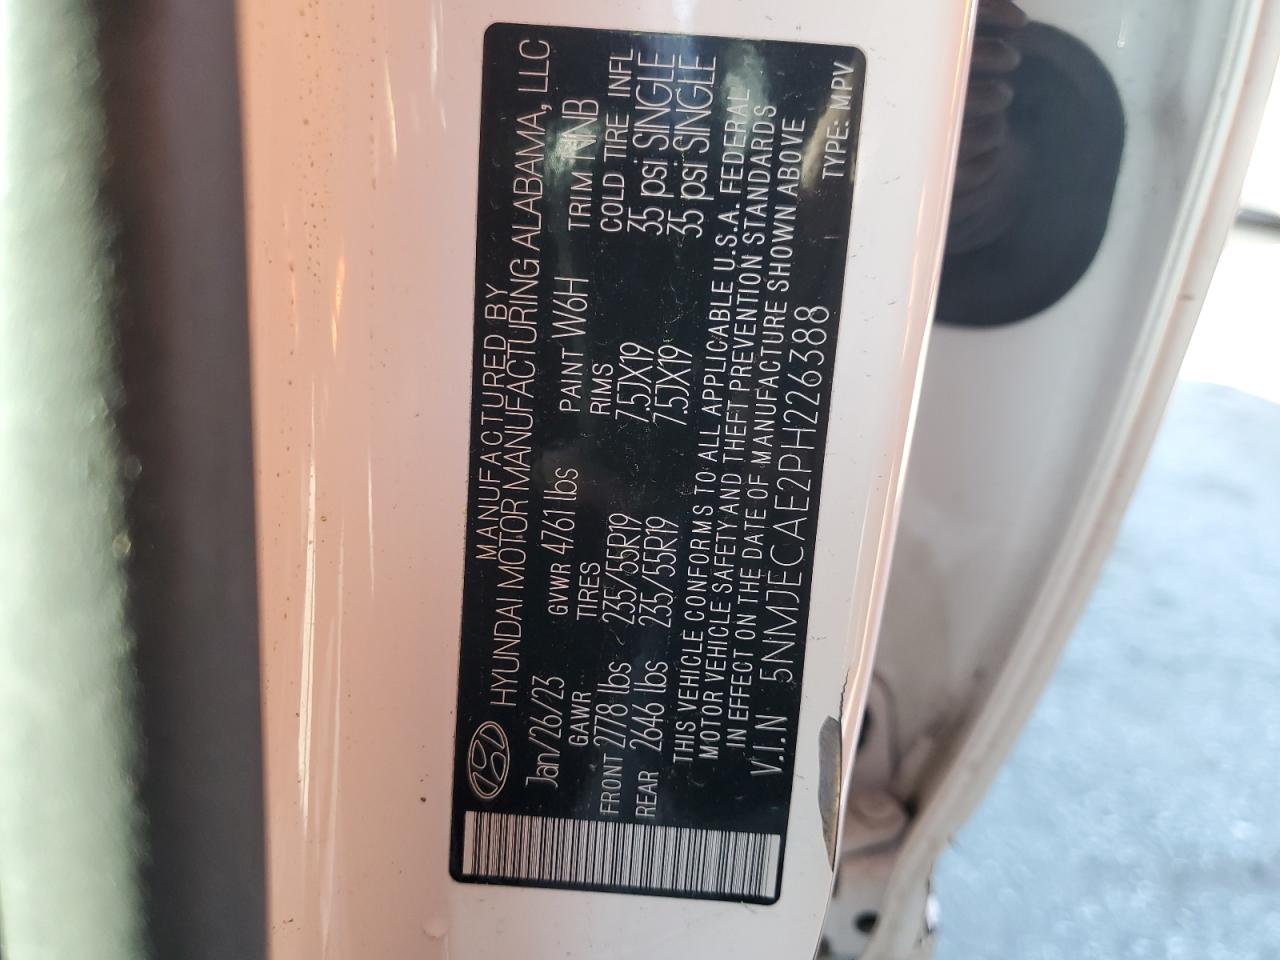 MANUFACTURED BY
HYUNDAI MOTOR MANUFACTURING ALABAMA, LLC
Jan/26/23 GVWR 4761 lbs PAINT W6H TRIM NNB
GAWR TIRES RIMS COLD TIRE INFL
FRONT 2778 lbs 235/55R19 7.5JX19 35 psi SINGLE
REAR 2646 lbs 235/55R19 7.5JX19 35 psi SINGLE
THIS VEHICLE CONFORMS TO ALL APPLICABLE U.S.A. FEDERAL
MOTOR VEHICLE SAFETY AND THEFT PREVENTION STANDARDS
IN EFFECT ON THE DATE OF MANUFACTURE SHOWN ABOVE
V.I.N 5NMJECAE2PH226388 TYPE: MPV